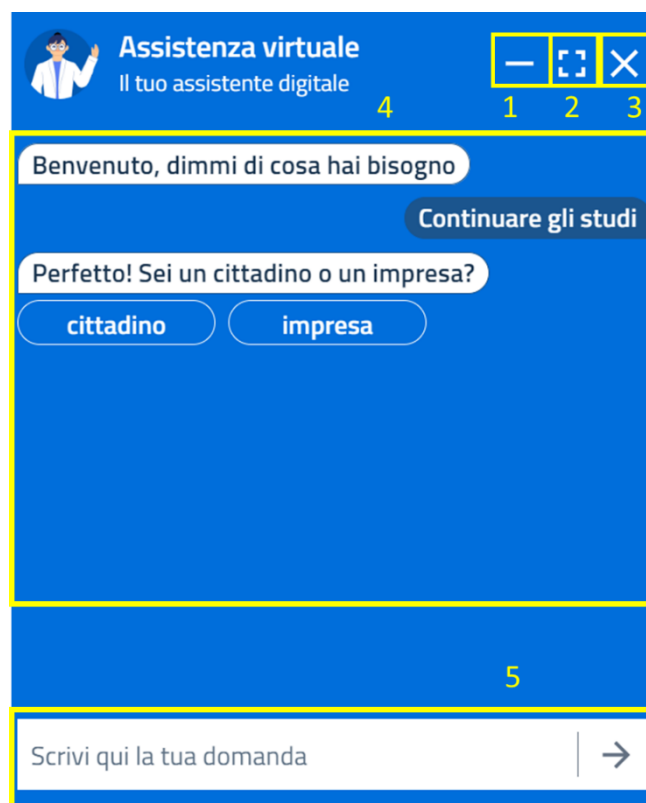 Assistenza virtuale
Il tuo assistente digitale
4
1 2 3
Benvenuto, dimmi di cosa hai bisogno
Continuare gli studi
Perfetto! Sei un cittadino o un impresa?
cittadino impresa
5
Scrivi qui la tua domanda